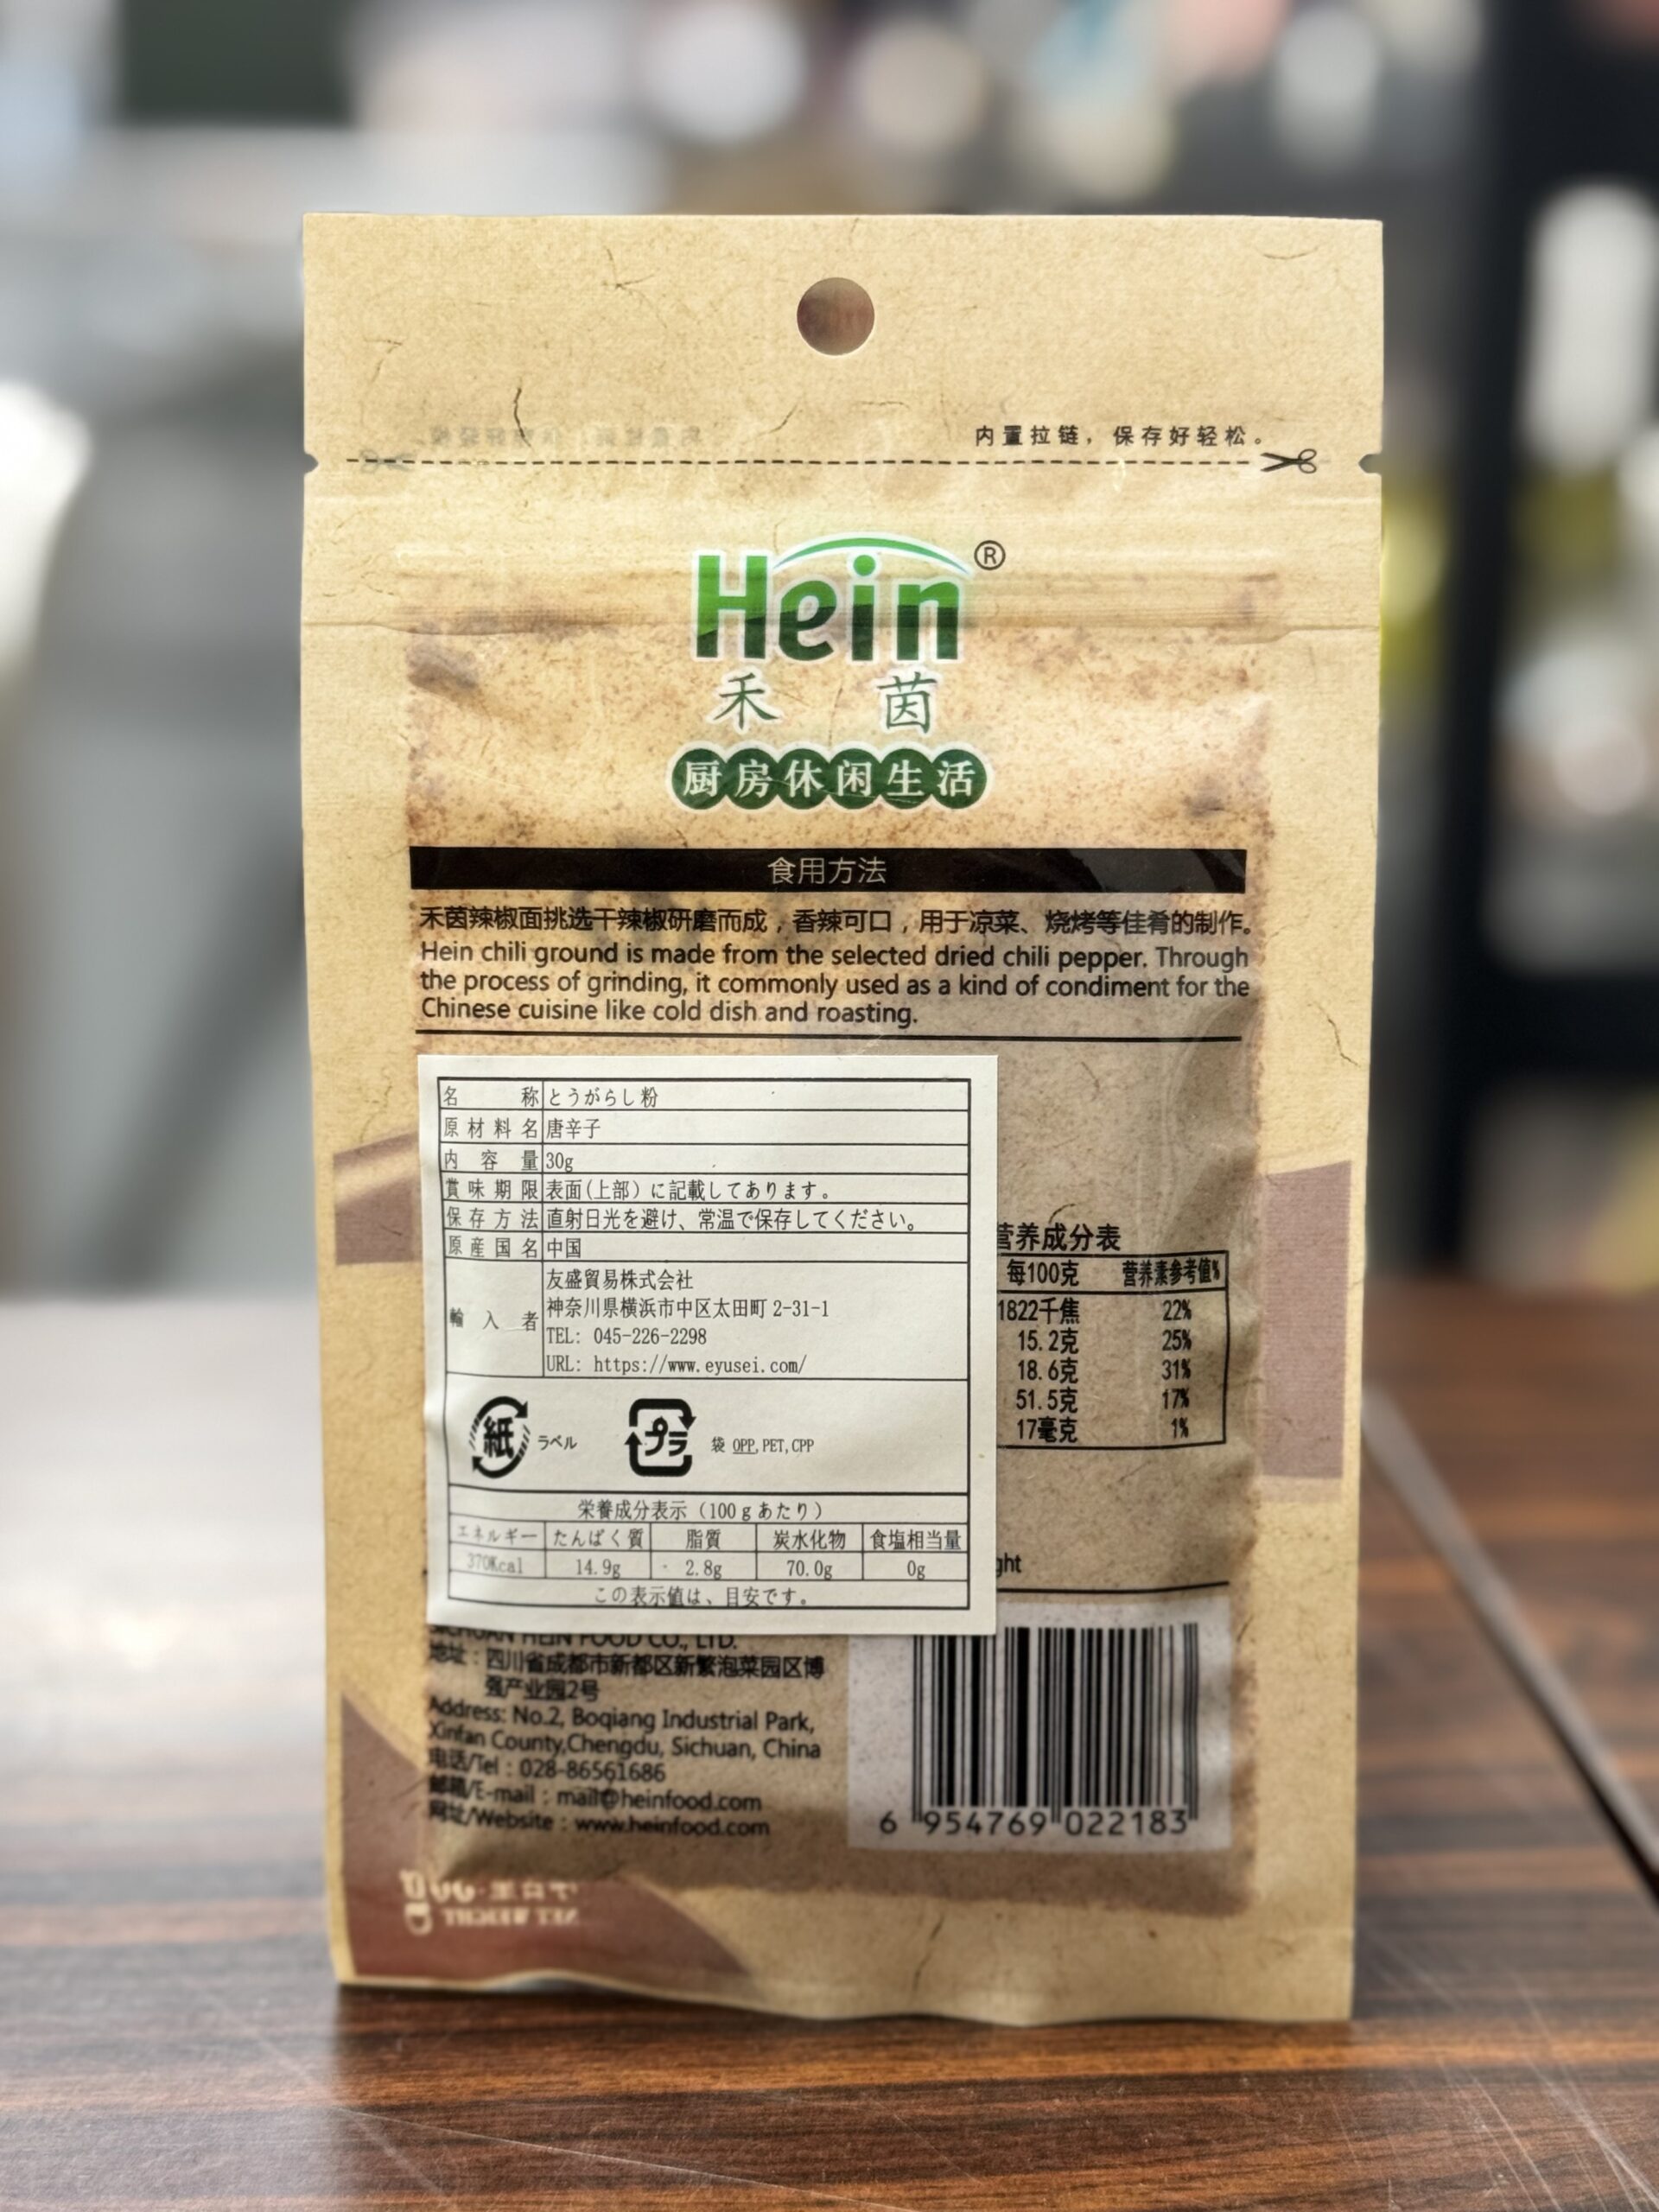 内置拉链，保存好轻松。
Hein®
禾茵
厨房休闲生活
食用方法
禾茵辣椒面挑选干辣椒研磨而成，香辣可口，用于凉菜、烧烤等佳肴的制作。
Hein chili ground is made from the selected dried chili pepper. Through
the process of grinding, it commonly used as a kind of condiment for the
Chinese cuisine like cold dish and roasting.
名称 とうがらし粉
原材料名 唐辛子
内容量 30g
賞味期限 表面(上部）に記載してあります。
保存方法 直射日光を避け、常温で保存してください。
原産国名 中国
輸入者 友盛貿易株式会社
神奈川県横浜市中区太田町 2-31-1
TEL: 045-226-2298
URL: https://www.eyusei.com/
紙 ラベル プラ 袋 OPP,PET,CPP
栄養成分表示（100gあたり）
エネルギー たんぱく質 脂質 炭水化物 食塩相当量
370Kcal 14.9g 2.8g 70.0g 0g
この表示値は、目安です。
营养成分表
每100克 营养素参考值%
1822千焦 22%
15.2克 25%
18.6克 31%
51.5克 17%
17毫克 1%
ght
SICHUAN HEIN FOOD CO., LTD.
地址：四川省成都市新都区新繁泡菜园区博
强产业园2号
Address: No.2, Boqiang Industrial Park,
Xinfan County,Chengdu, Sichuan, China
电话/Tel：028-86561686
邮箱/E-mail：mail@heinfood.com
网址/Website：www.heinfood.com
6 954769 022183